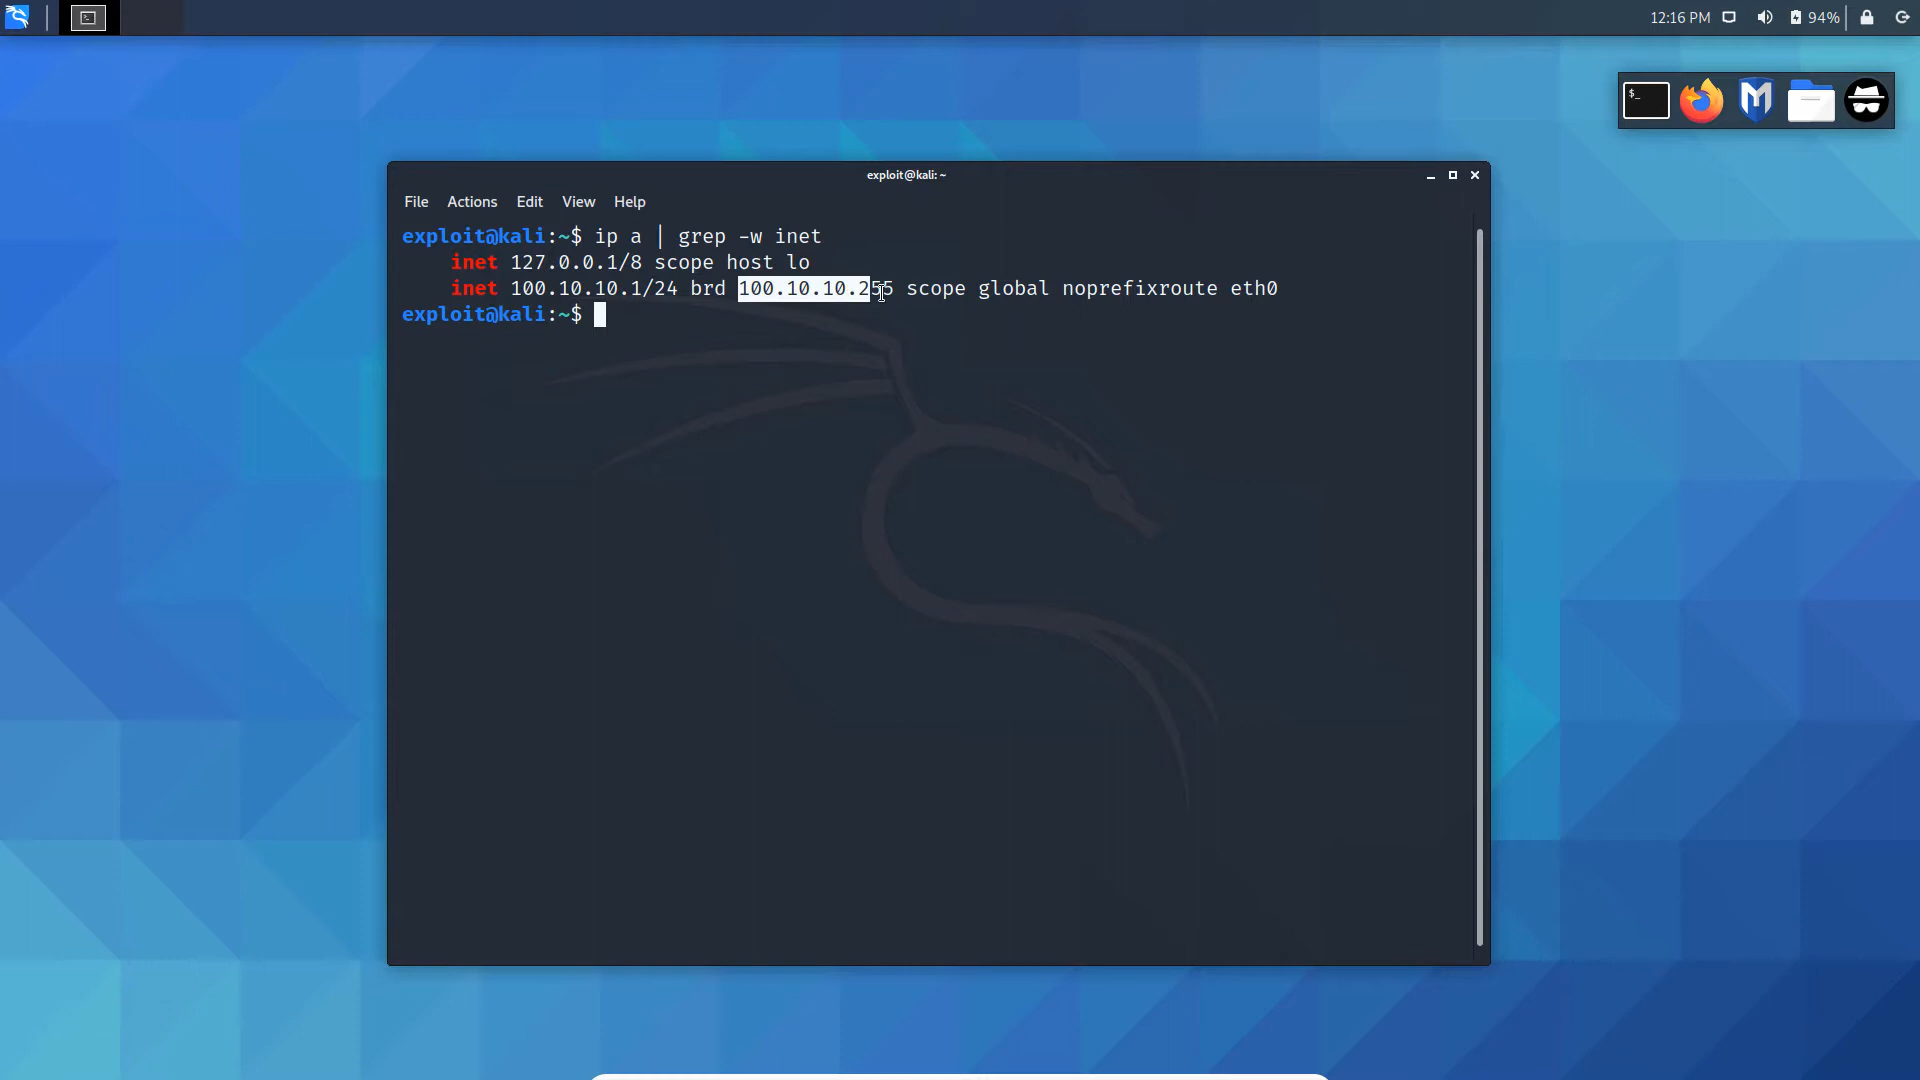 12:16 PM 94%
$_
exploit@kali: ~
File Actions Edit View Help
exploit@kali:~$ ip a | grep -w inet
inet 127.0.0.1/8 scope host lo
inet 100.10.10.1/24 brd 100.10.10.255 scope global noprefixroute eth0
exploit@kali:~$